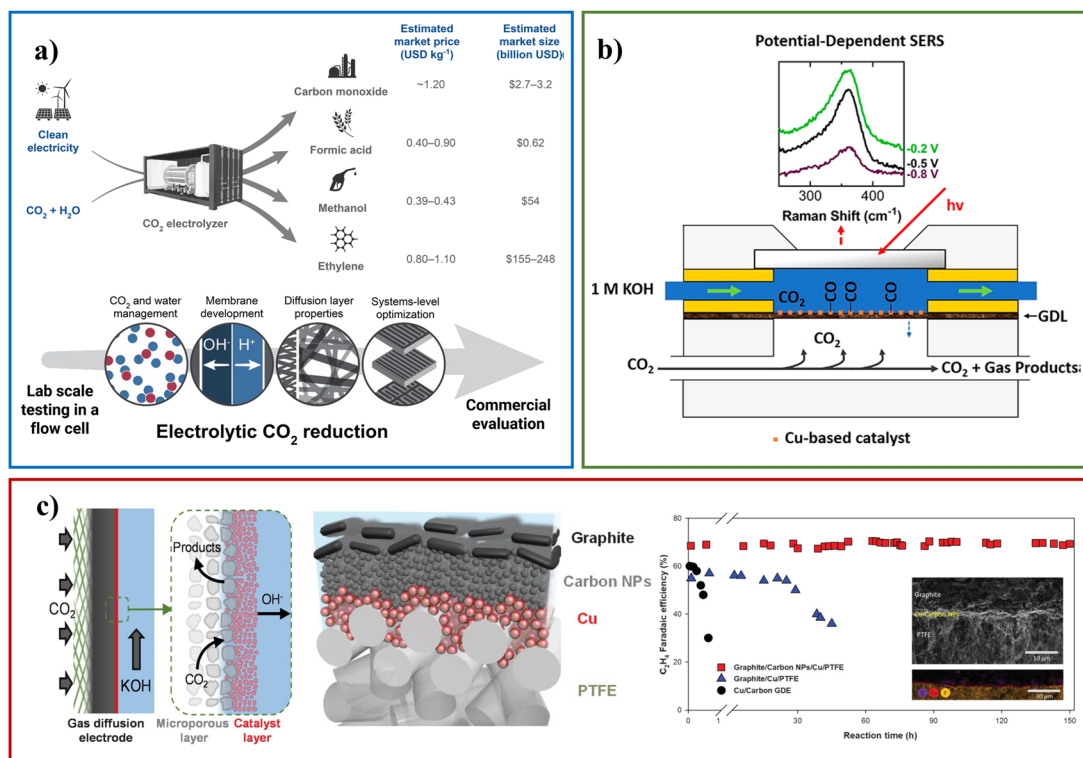 a)
Estimated market price (USD kg⁻¹)
Estimated market size (billion USD)
Clean electricity
CO₂ + H₂O
CO₂ electrolyzer
Carbon monoxide
~1.20
$2.7–3.2
Formic acid
0.40–0.90
$0.62
Methanol
0.39–0.43
$54
Ethylene
0.80–1.10
$155–248
CO₂ and water management
Membrane development
Diffusion layer properties
Systems-level optimization
OH⁻
H⁺
Lab scale testing in a flow cell
Electrolytic CO₂ reduction
Commercial evaluation
b)
Potential-Dependent SERS
-0.2 V
-0.5 V
-0.8 V
300
400
Raman Shift (cm⁻¹)
hν
1 M KOH
CO₂
CO
CO
CO
GDL
CO₂
CO₂
CO₂ + Gas Products
Cu-based catalyst
c)
CO₂
KOH
Products
OH⁻
CO₂
Gas diffusion electrode
Microporous layer
Catalyst layer
Graphite
Carbon NPs
Cu
PTFE
C₂H₄ Faradaic efficiency (%)
80
60
40
20
0
0
1
30
60
90
120
150
Reaction time (h)
Graphite/Carbon NPs/Cu/PTFE
Graphite/Cu/PTFE
Cu/Carbon GDE
Graphite
Cu/Carbon NPs
PTFE
10 µm